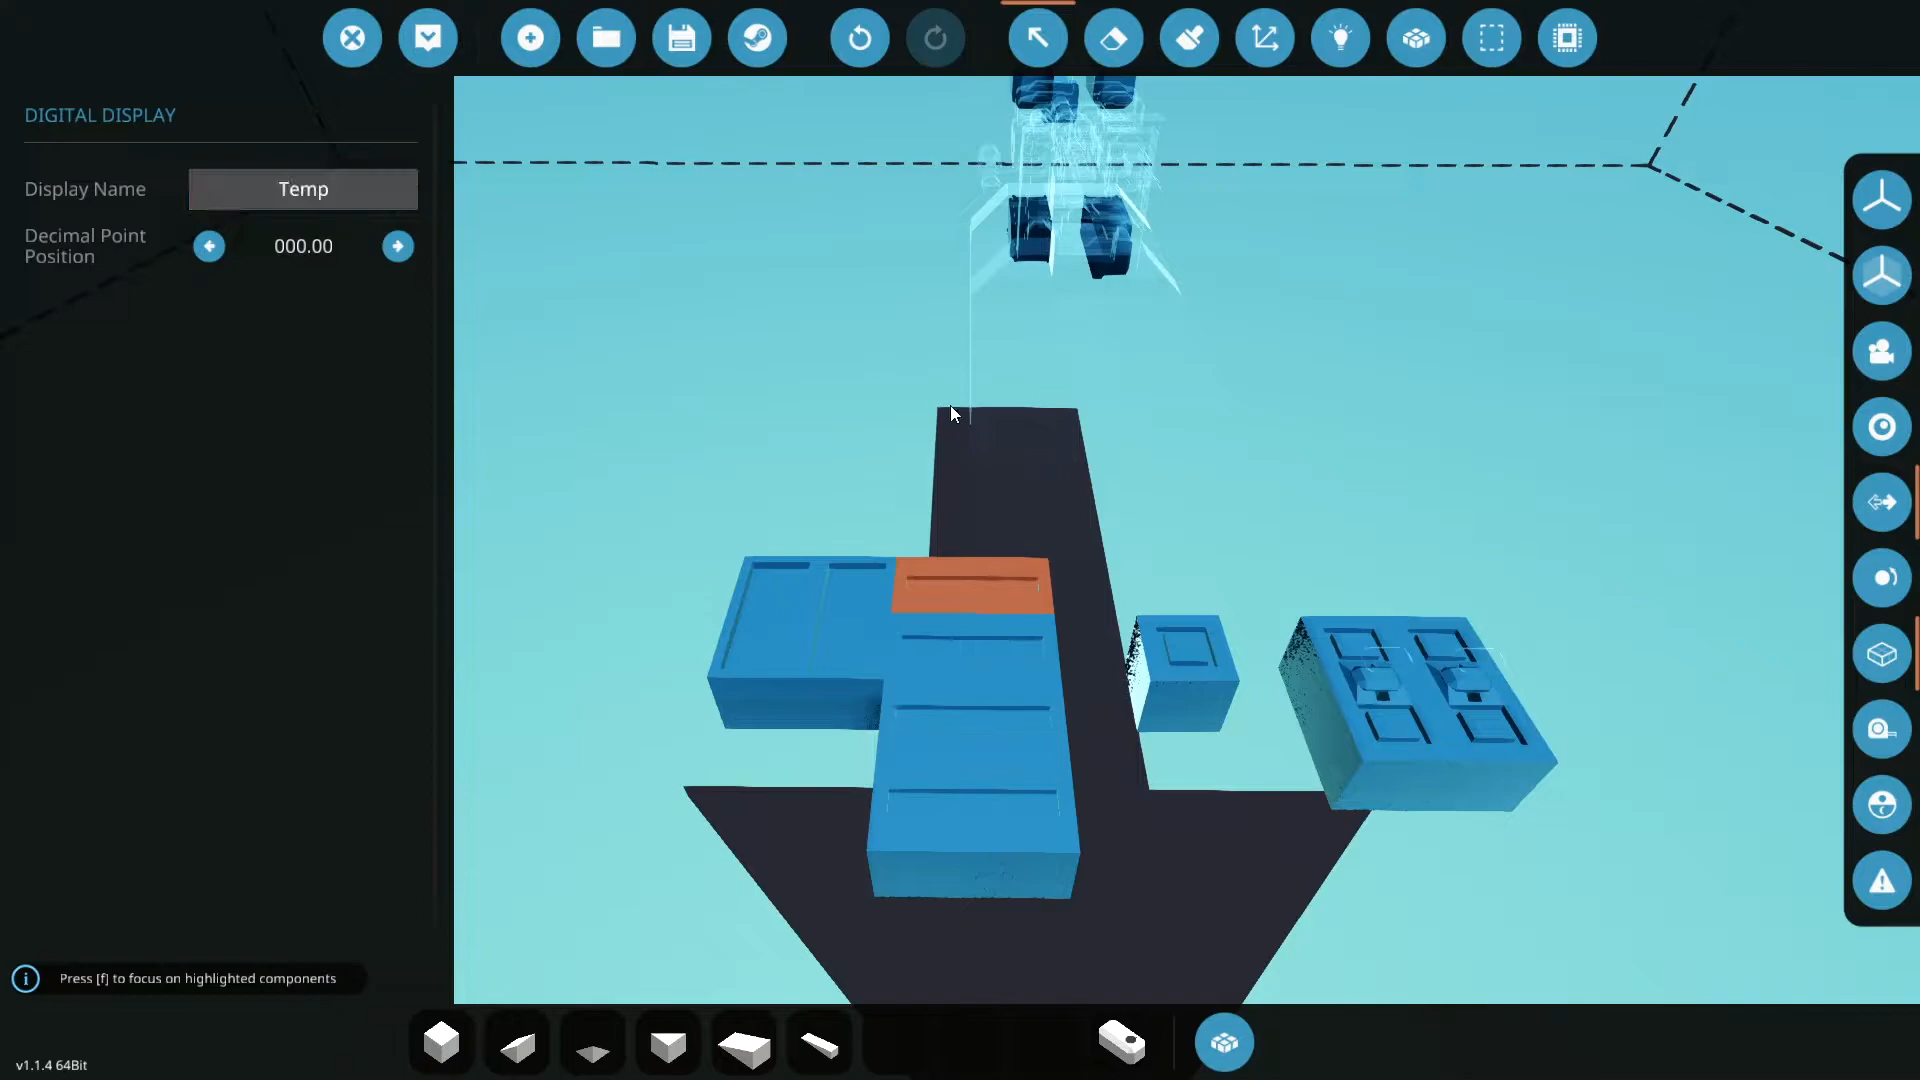 DIGITAL DISPLAY
Display Name
Temp
Decimal Point
Position
000.00
Press [f] to focus on highlighted components
v1.1.4 64Bit